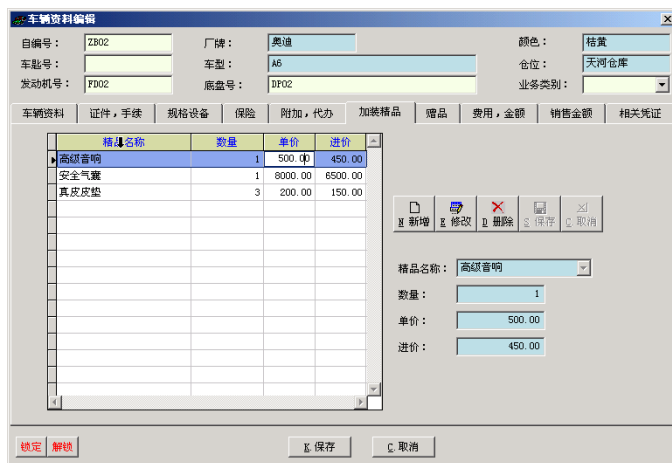 车辆资料编辑
自编号： ZB02 厂牌： 奥迪 颜色： 桔黄
车匙号： 车型： A6 仓位： 天河仓库
发动机号： FD02 底盘号： DP02 业务类别：
车辆资料 证件，手续 规格设备 保险 附加，代办 加装精品 赠品 费用，金额 销售金额 相关凭证
精品名称 数量 单价 进价
高级音响 1 500.00 450.00
安全气囊 1 8000.00 6500.00
真皮皮垫 3 200.00 150.00
N 新增 E 修改 D 删除 S 保存 C 取消
精品名称： 高级音响
数量： 1
单价： 500.00
进价： 450.00
锁定 解锁 K.保存 C.取消